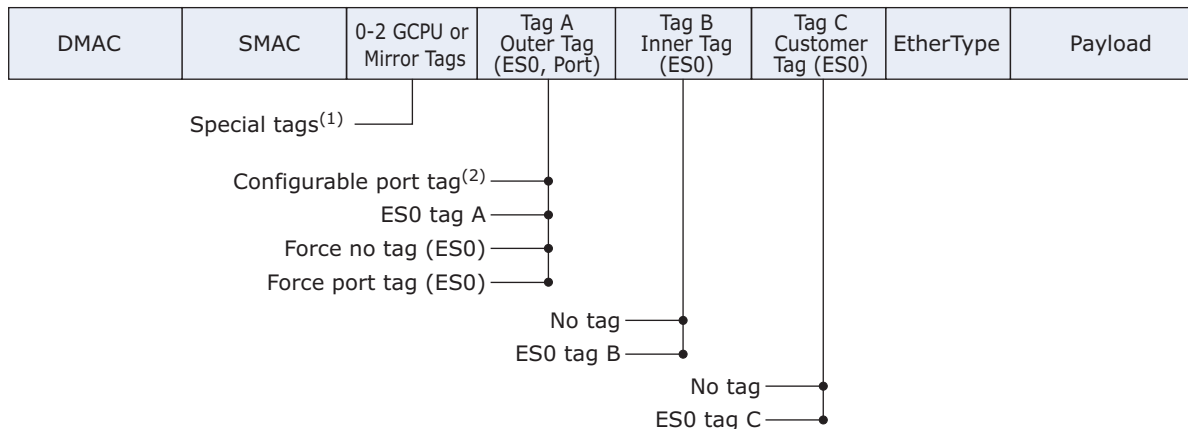 DMAC
SMAC
0-2 GCPU or
Mirror Tags
Tag A
Outer Tag
(ES0, Port)
Tag B
Inner Tag
(ES0)
Tag C
Customer
Tag (ES0)
EtherType
Payload
Special tags(1)
Configurable port tag(2)
ES0 tag A
Force no tag (ES0)
Force port tag (ES0)
No tag
ES0 tag B
No tag
ES0 tag C